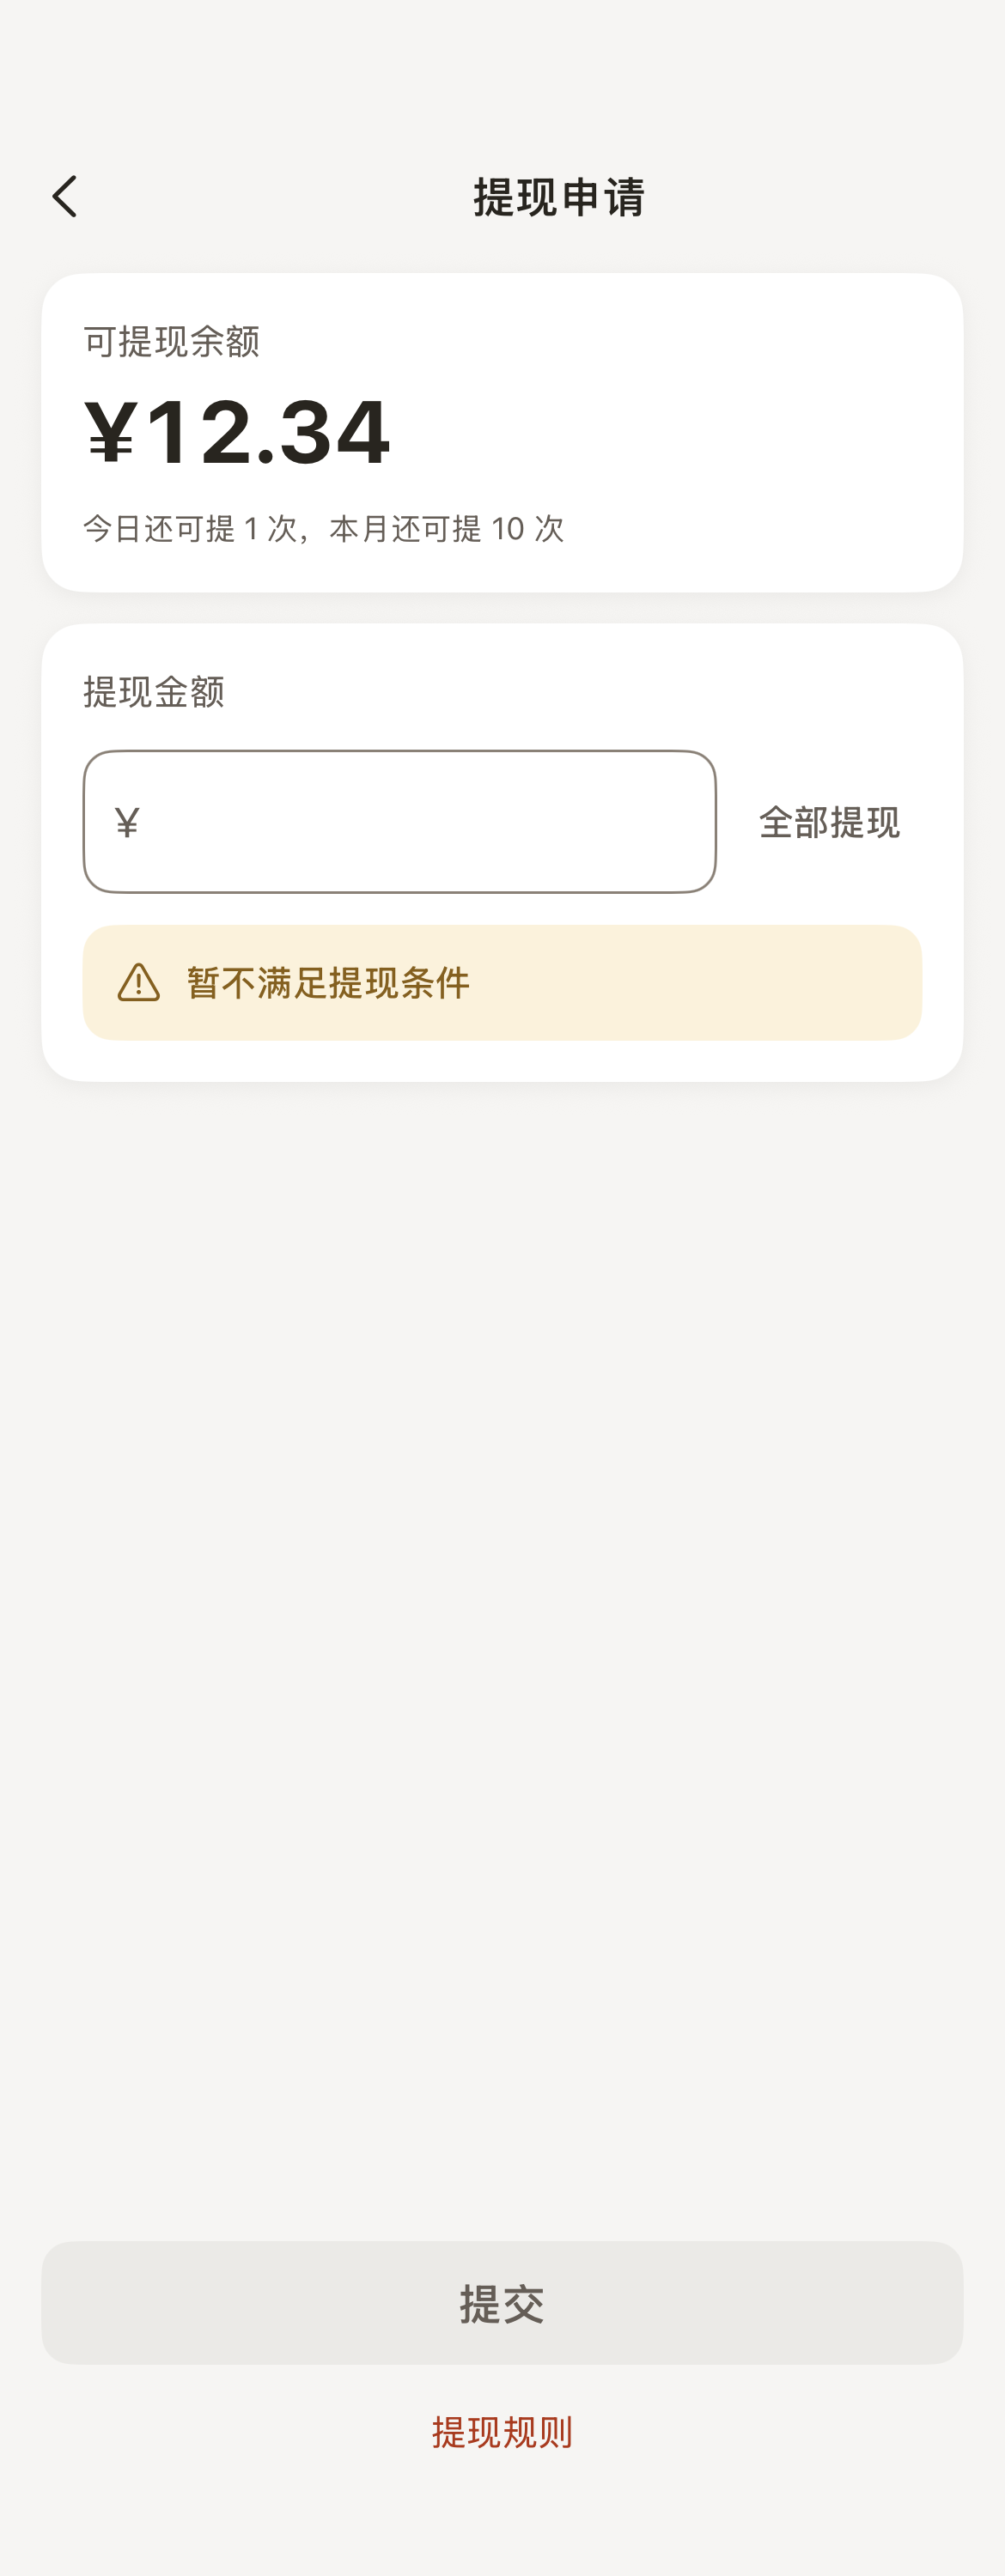 提现申请
可提现余额
¥12.34
今日还可提 1 次，本月还可提 10 次
提现金额
¥
全部提现
暂不满足提现条件
提交
提现规则